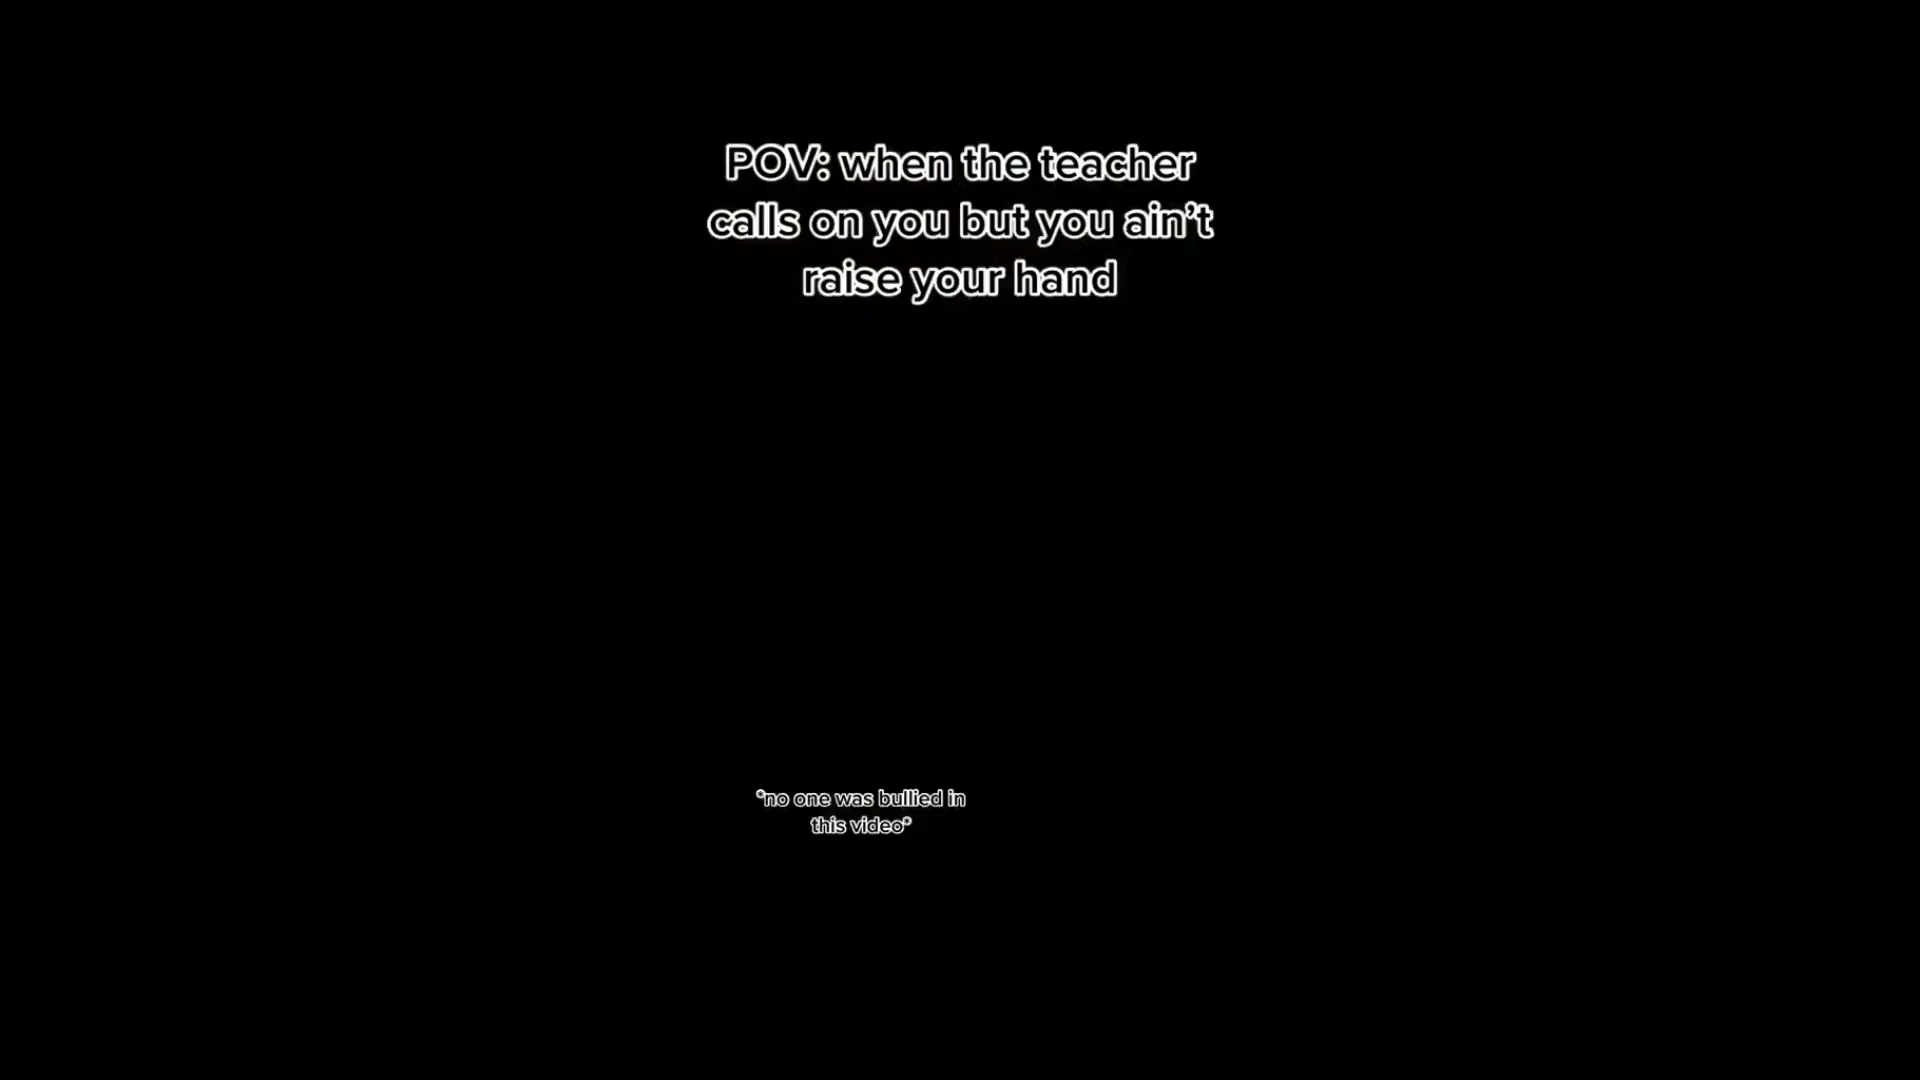 POV: when the teacher
calls on you but you ain’t
raise your hand
*no one was bullied in
this video*